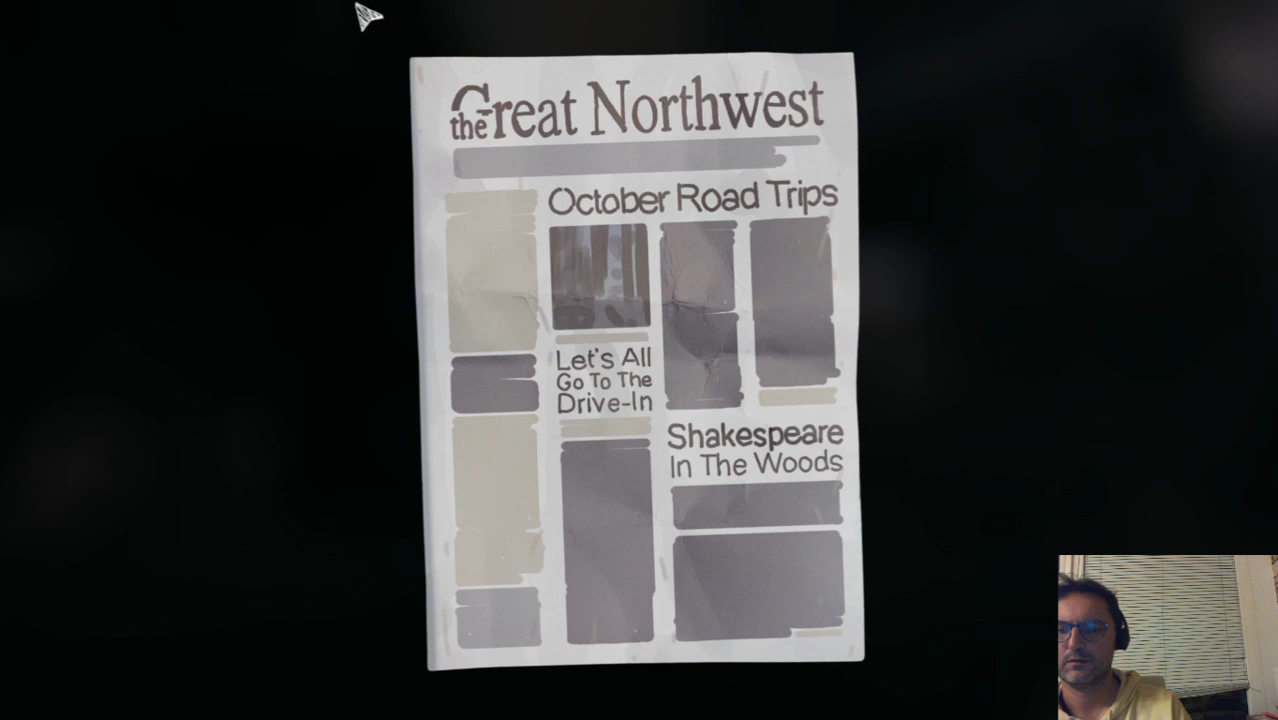 the Great Northwest
October Road Trips
Let's All
Go To The
Drive-In
Shakespeare
In The Woods